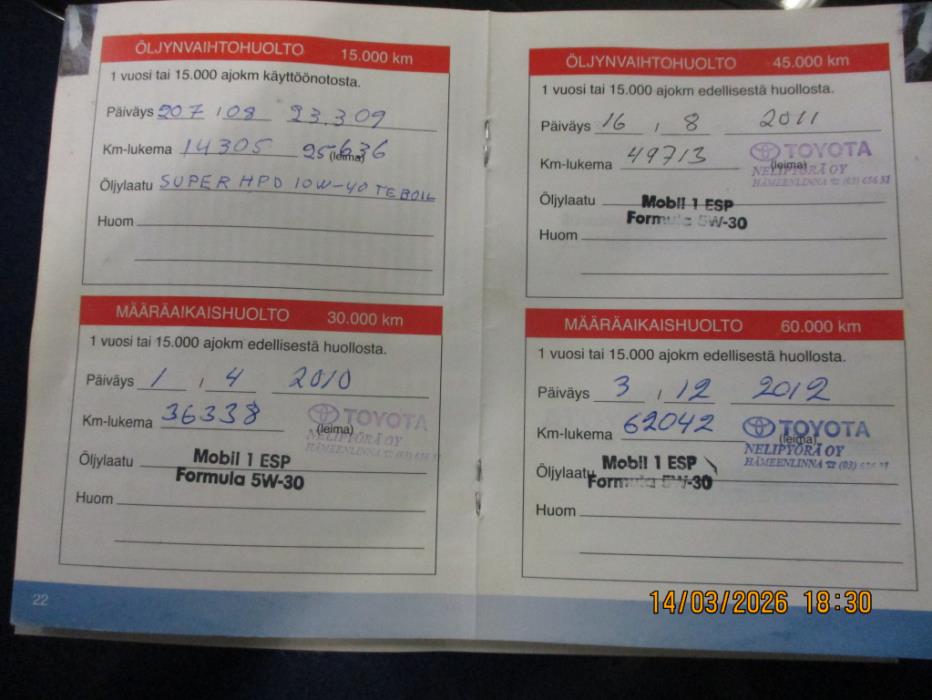 ÖLJYNVAIHTOHUOLTO 15.000 km
1 vuosi tai 15.000 ajokm käyttöönotosta.
Päiväys 207 / 08 23.3.09
Km-lukema 14305 25636 (leima)
Öljylaatu SUPER HPD 10W-40 TEBOIL
Huom
MÄÄRÄAIKAISHUOLTO 30.000 km
1 vuosi tai 15.000 ajokm edellisestä huollosta.
Päiväys 1 / 4 2010
Km-lukema 36338 TOYOTA
(leima)
NELIPYÖRÄ OY
HÄMEENLINNA ☎ (03)
Öljylaatu Mobil 1 ESP
Formula 5W-30
Huom
22
ÖLJYNVAIHTOHUOLTO 45.000 km
1 vuosi tai 15.000 ajokm edellisestä huollosta.
Päiväys 16 / 8 2011
Km-lukema 49713 TOYOTA
(leima)
NELIPYÖRÄ OY
HÄMEENLINNA ☎ (03)
Öljylaatu Mobil 1 ESP
Formula 5W-30
Huom
MÄÄRÄAIKAISHUOLTO 60.000 km
1 vuosi tai 15.000 ajokm edellisestä huollosta.
Päiväys 3 / 12 2012
Km-lukema 62042 TOYOTA
(leima)
NELIPYÖRÄ OY
HÄMEENLINNA ☎ (03)
Öljylaatu Mobil 1 ESP
Formula 5W-30
Huom
14/03/2026 18:30